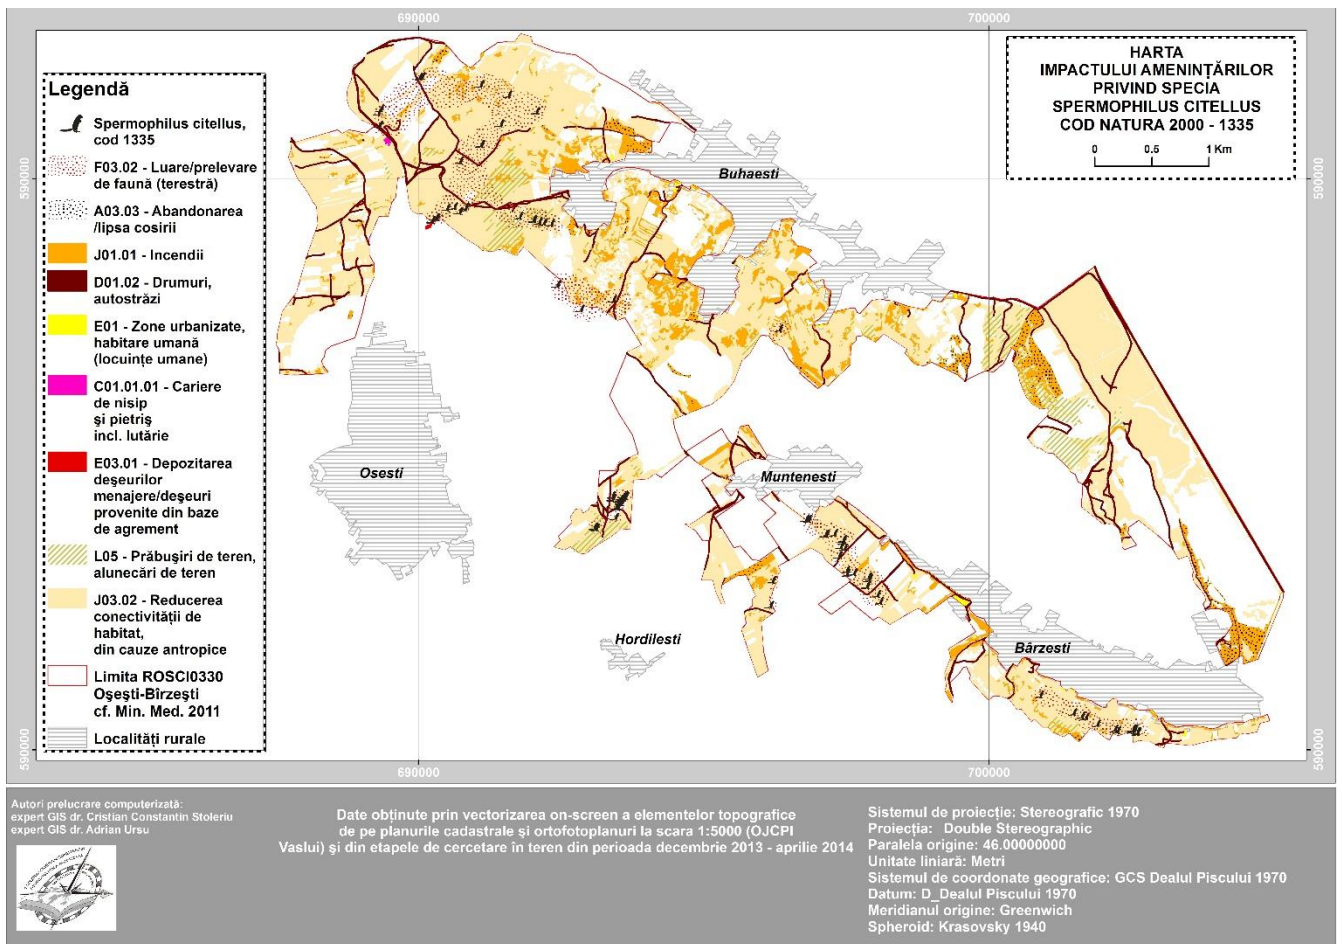 690000
700000
HARTA
IMPACTULUI AMENINȚĂRILOR
PRIVIND SPECIA
SPERMOPHILUS CITELLUS
COD NATURA 2000 - 1335
0 0.5 1 Km
Legendă
Spermophilus citellus,
cod 1335
F03.02 - Luare/prelevare
de faună (terestră)
A03.03 - Abandonarea
/lipsa cosirii
J01.01 - Incendii
D01.02 - Drumuri,
autostrăzi
E01 - Zone urbanizate,
habitare umană
(locuințe umane)
C01.01.01 - Cariere
de nisip
și pietriș
incl. lutărie
E03.01 - Depozitarea
deșeurilor
menajere/deșeuri
provenite din baze
de agrement
L05 - Prăbușiri de teren,
alunecări de teren
J03.02 - Reducerea
conectivității de
habitat,
din cauze antropice
Limita ROSCI0330
Oșești-Bîrzești
cf. Min. Med. 2011
Localități rurale
590000
590000
Buhaesti
Osesti
Muntenesti
Hordilesti
Bârzesti
590000
590000
690000
700000
Autori prelucrare computerizată:
expert GIS dr. Cristian Constantin Stoleriu
expert GIS dr. Adrian Ursu
Date obținute prin vectorizarea on-screen a elementelor topografice
de pe planurile cadastrale și ortofotoplanuri la scara 1:5000 (OJCPI
Vaslui) și din etapele de cercetare în teren din perioada decembrie 2013 - aprilie 2014
Sistemul de proiecție: Stereografic 1970
Proiecția: Double Stereographic
Paralela origine: 46.00000000
Unitate liniară: Metri
Sistemul de coordonate geografice: GCS Dealul Piscului 1970
Datum: D_Dealul Piscului 1970
Meridianul origine: Greenwich
Spheroid: Krasovsky 1940